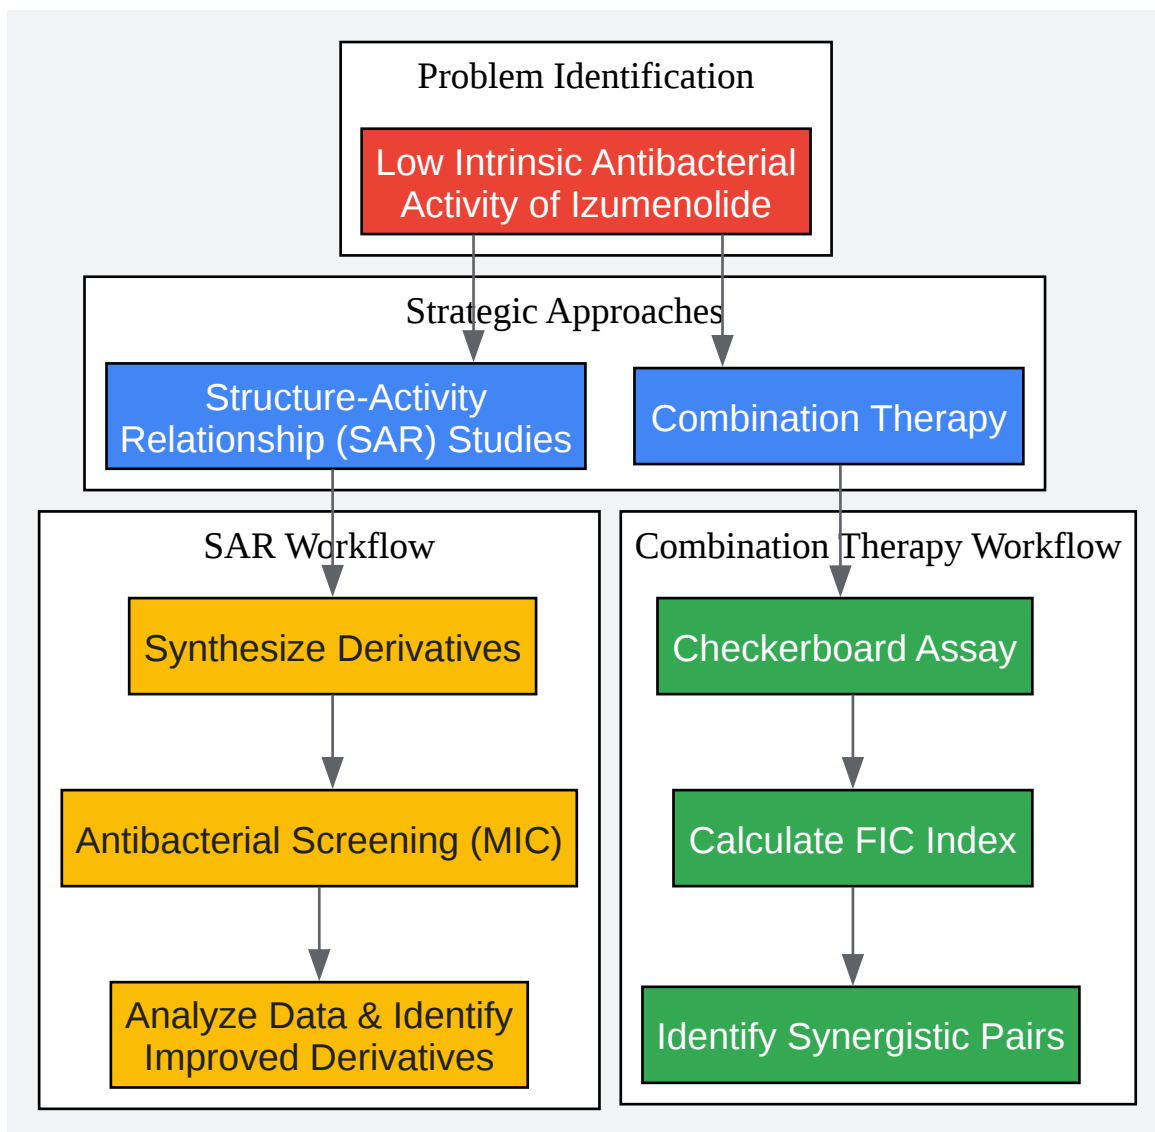 Problem Identification
Low Intrinsic Antibacterial
Activity of Izumenolide
Strategic Approaches
Structure-Activity
Relationship (SAR) Studies
Combination Therapy
SAR Workflow
Synthesize Derivatives
Antibacterial Screening (MIC)
Analyze Data & Identify
Improved Derivatives
Combination Therapy Workflow
Checkerboard Assay
Calculate FIC Index
Identify Synergistic Pairs